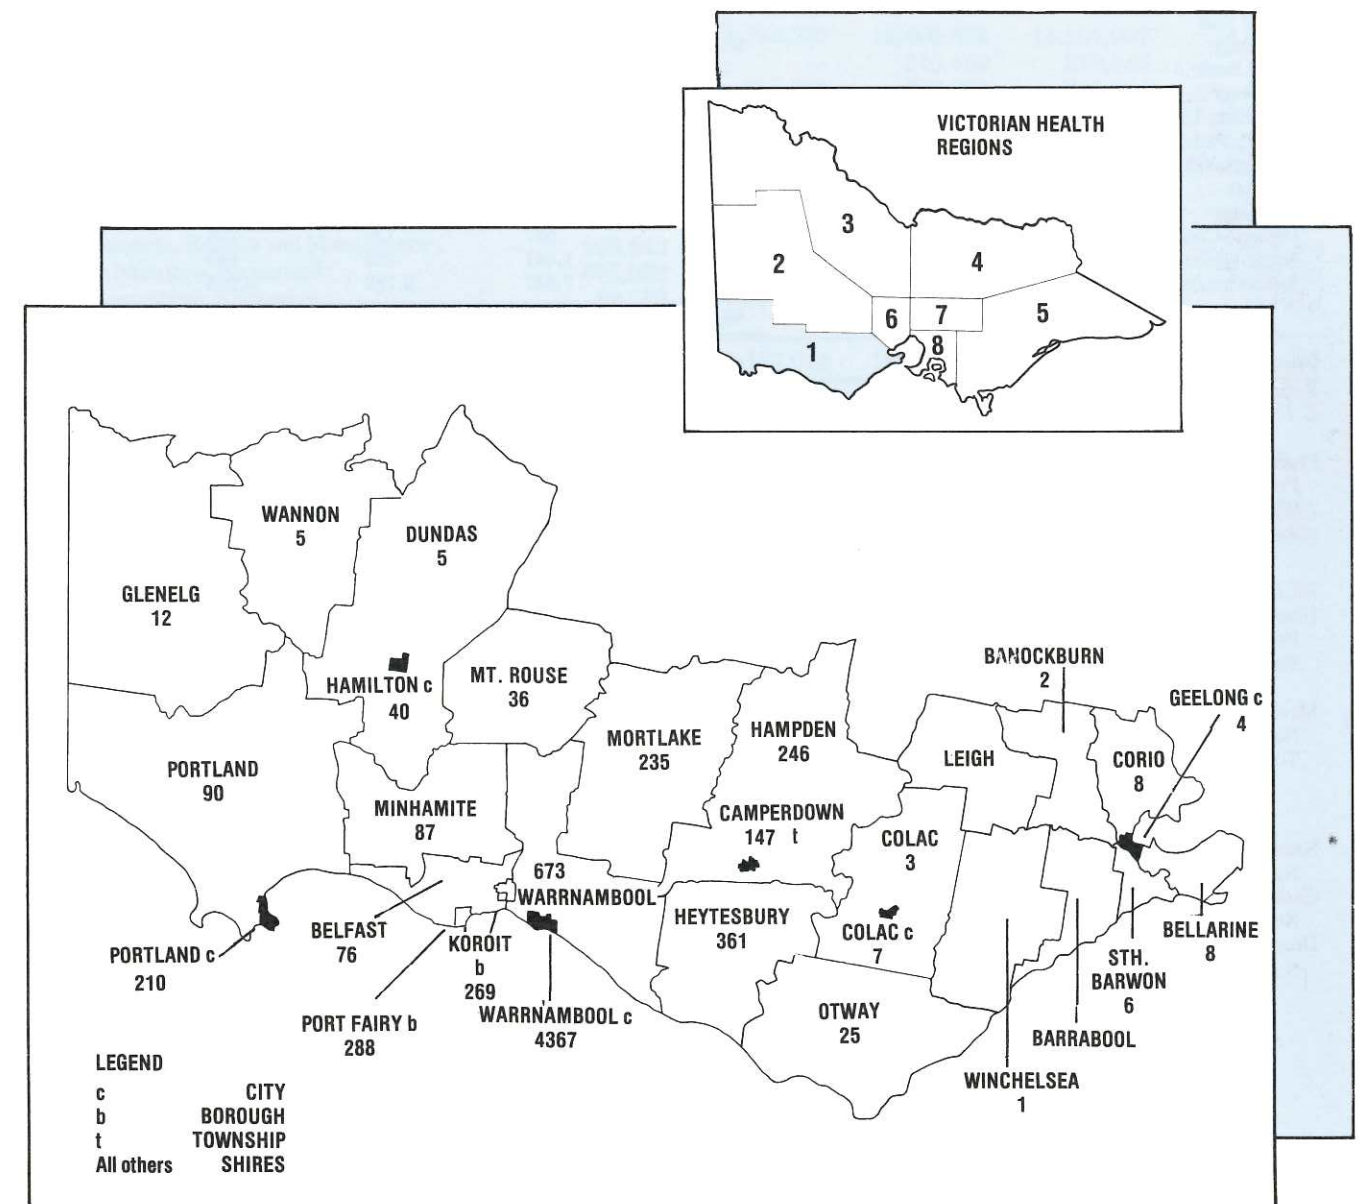 VICTORIAN HEALTH
REGIONS
3
2
4
6
7
5
1
8
WANNON
5
DUNDAS
5
GLENELG
12
HAMILTON c
40
MT. ROUSE
36
BANOCKBURN
2
GEELONG c
4
PORTLAND
90
MORTLAKE
235
HAMPDEN
246
LEIGH
CORIO
8
MINHAMITE
87
CAMPERDOWN
147 t
COLAC
3
673
WARRNAMBOOL
HEYTESBURY
361
COLAC c
7
BELFAST
76
KOROIT
b
269
PORTLAND c
210
BELLARINE
8
STH.
BARWON
6
PORT FAIRY b
288
WARRNAMBOOL c
4367
OTWAY
25
BARRABOOL
WINCHELSEA
1
LEGEND
c CITY
b BOROUGH
t TOWNSHIP
All others SHIRES